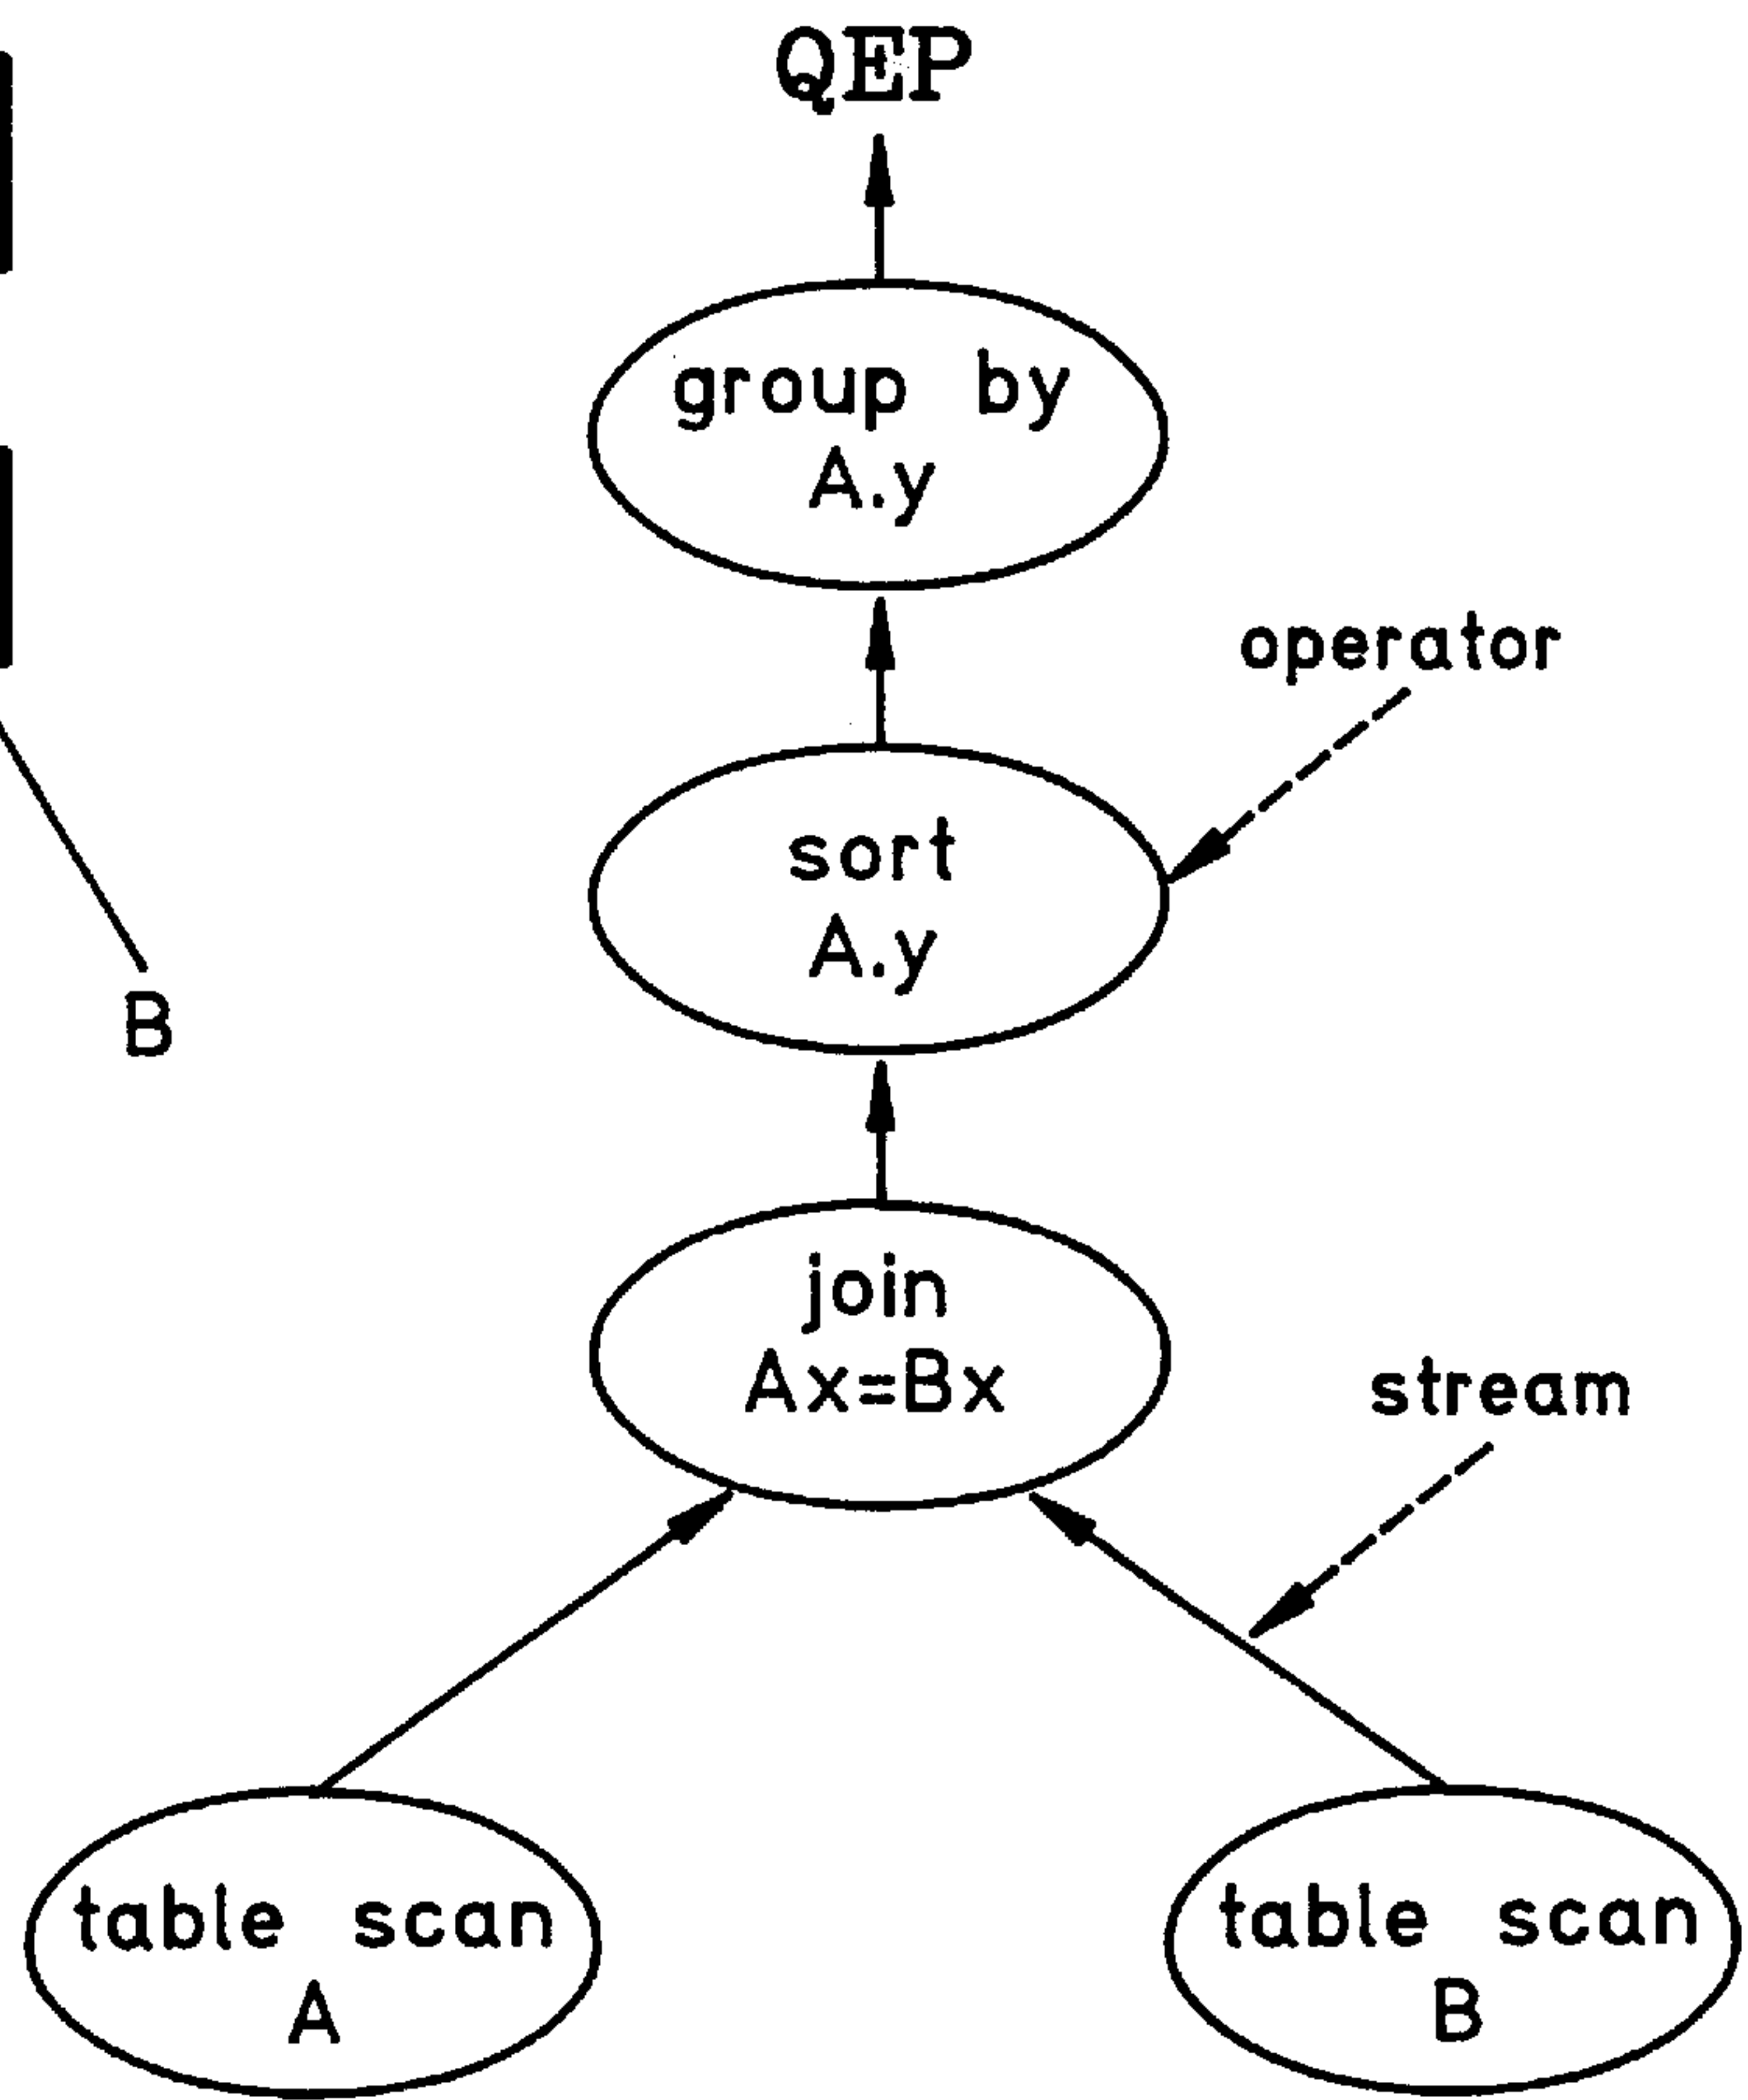 QEP
group by
A.y
operator
sort
A.y
B
join
Ax=Bx
stream
table scan
A
table scan
B